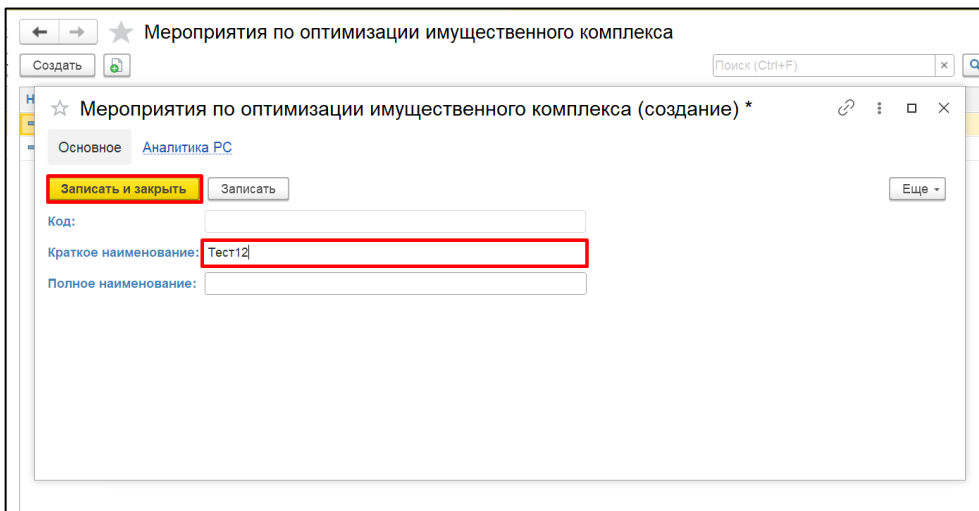 Мероприятия по оптимизации имущественного комплекса
Создать
Поиск (Ctrl+F)
Мероприятия по оптимизации имущественного комплекса (создание) *
Основное Аналитика РС
Записать и закрыть Записать Еще
Код:
Краткое наименование: Тест12
Полное наименование: